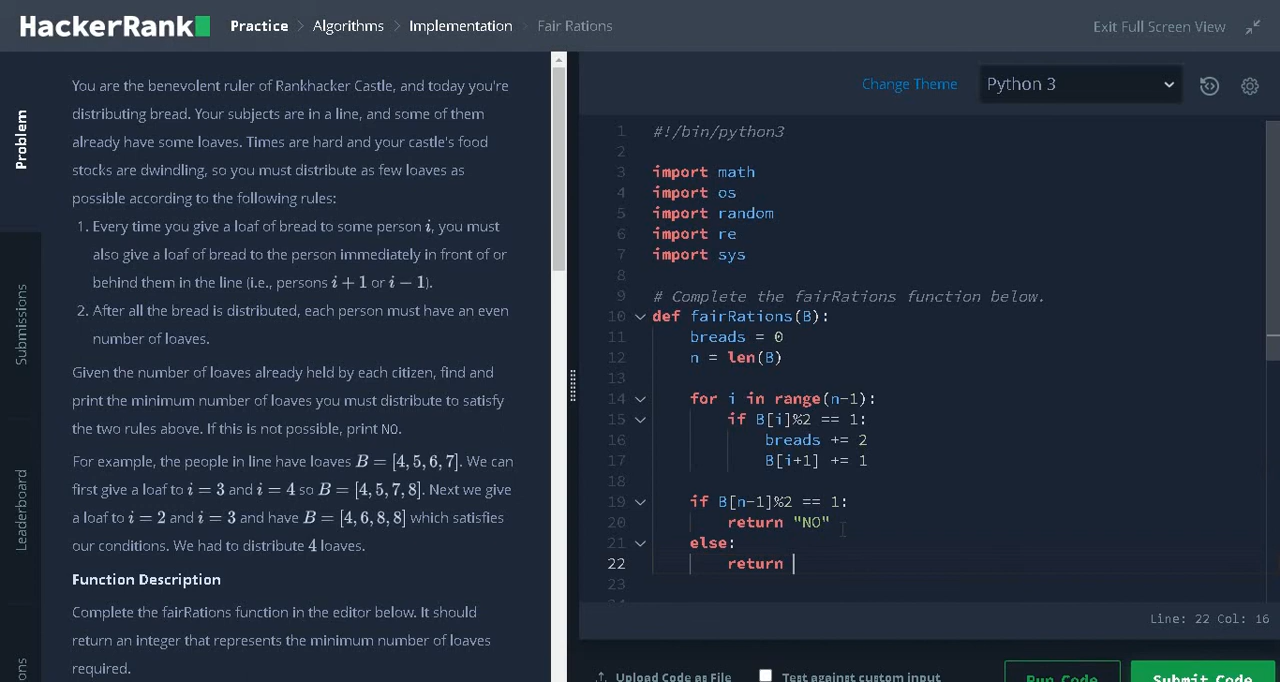 HackerRank Practice > Algorithms > Implementation > Fair Rations Exit Full Screen View
Problem
Submissions
Leaderboard
You are the benevolent ruler of Rankhacker Castle, and today you're
distributing bread. Your subjects are in a line, and some of them
already have some loaves. Times are hard and your castle's food
stocks are dwindling, so you must distribute as few loaves as
possible according to the following rules:
1. Every time you give a loaf of bread to some person i, you must
also give a loaf of bread to the person immediately in front of or
behind them in the line (i.e., persons i + 1 or i − 1).
2. After all the bread is distributed, each person must have an even
number of loaves.
Given the number of loaves already held by each citizen, find and
print the minimum number of loaves you must distribute to satisfy
the two rules above. If this is not possible, print NO.
For example, the people in line have loaves B = [4, 5, 6, 7]. We can
first give a loaf to i = 3 and i = 4 so B = [4, 5, 7, 8]. Next we give
a loaf to i = 2 and i = 3 and have B = [4, 6, 8, 8] which satisfies
our conditions. We had to distribute 4 loaves.
Function Description
Complete the fairRations function in the editor below. It should
return an integer that represents the minimum number of loaves
required.
Change Theme Python 3
1 #!/bin/python3
2
3 import math
4 import os
5 import random
6 import re
7 import sys
8
9 # Complete the fairRations function below.
10 def fairRations(B):
11 breads = 0
12 n = len(B)
13
14 for i in range(n-1):
15 if B[i]%2 == 1:
16 breads += 2
17 B[i+1] += 1
18
19 if B[n-1]%2 == 1:
20 return "NO"
21 else:
22 return
23
Line: 22 Col: 16
Upload Code as File Test against custom input Run Code Submit Code